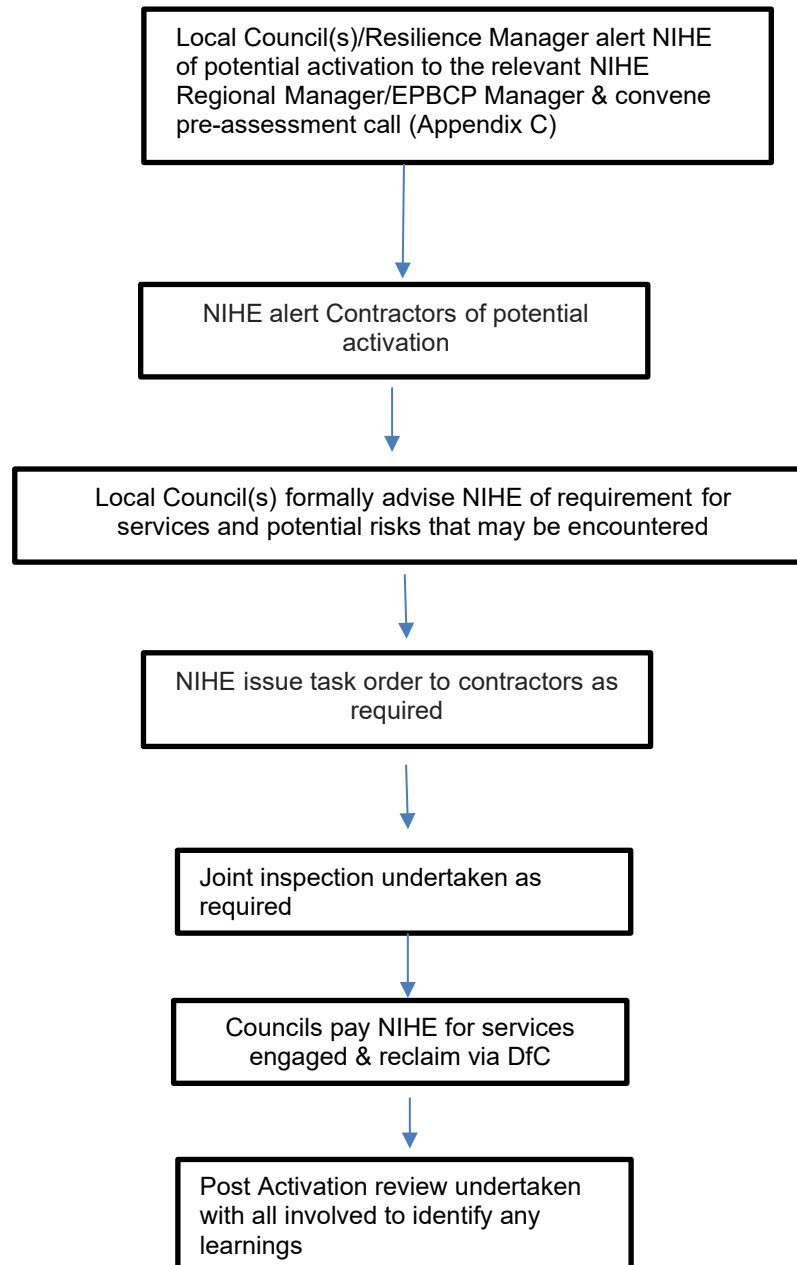 Local Council(s)/Resilience Manager alert NIHE
of potential activation to the relevant NIHE
Regional Manager/EPBCP Manager & convene
pre-assessment call (Appendix C)
NIHE alert Contractors of potential
activation
Local Council(s) formally advise NIHE of requirement for
services and potential risks that may be encountered
NIHE issue task order to contractors as
required
Joint inspection undertaken as
required
Councils pay NIHE for services
engaged & reclaim via DfC
Post Activation review undertaken
with all involved to identify any
learnings